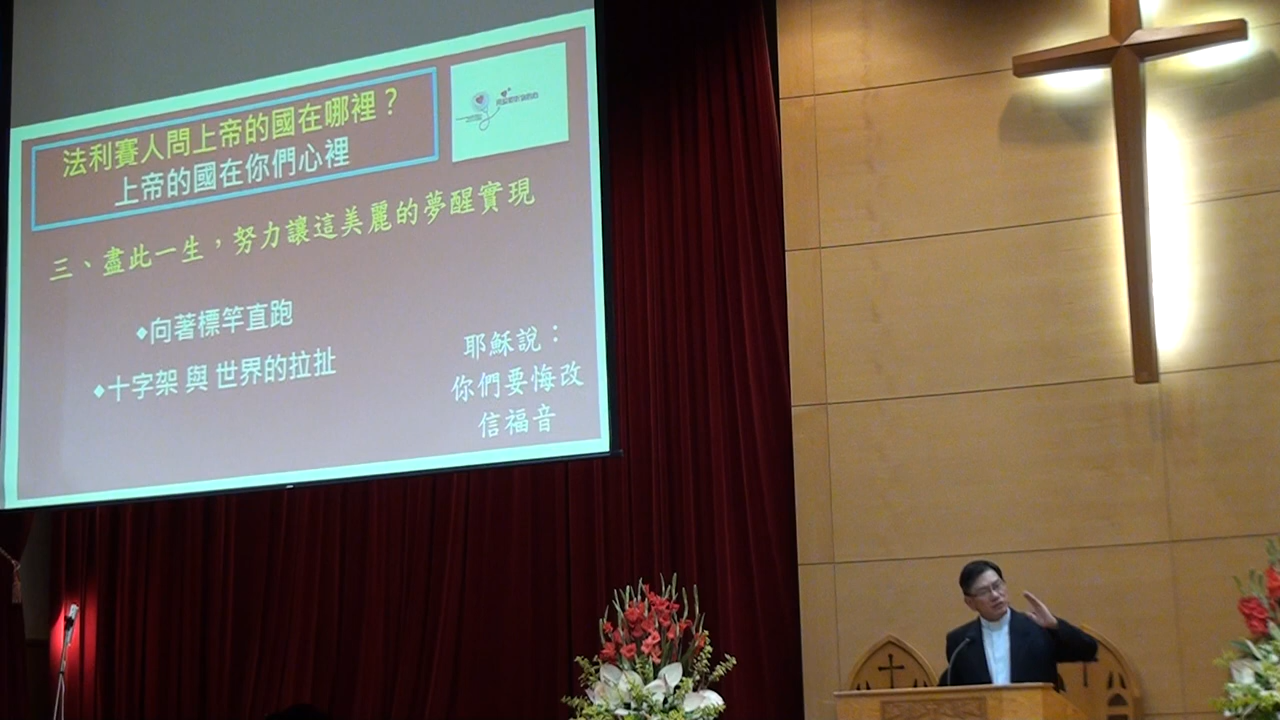 法利賽人問上帝的國在哪裡？
上帝的國在你們心裡
三、盡此一生，努力讓這美麗的夢醒實現
◆向著標竿直跑
◆十字架 與 世界的拉扯
耶穌說：
你們要悔改
信福音